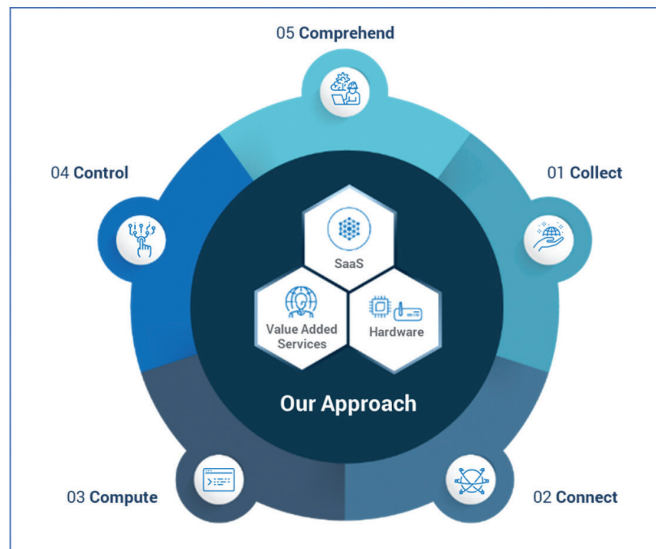 05 Comprehend
04 Control
01 Collect
SaaS
Value Added
Services
Hardware
Our Approach
03 Compute
02 Connect